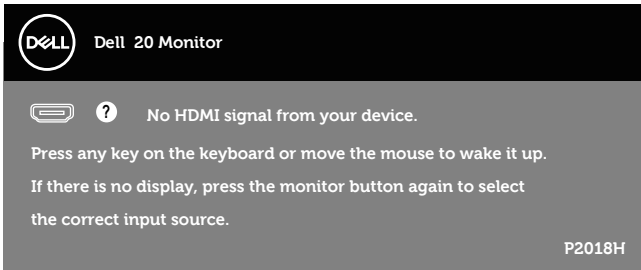 DELL
Dell 20 Monitor
? No HDMI signal from your device.
Press any key on the keyboard or move the mouse to wake it up.
If there is no display, press the monitor button again to select
the correct input source.
P2018H